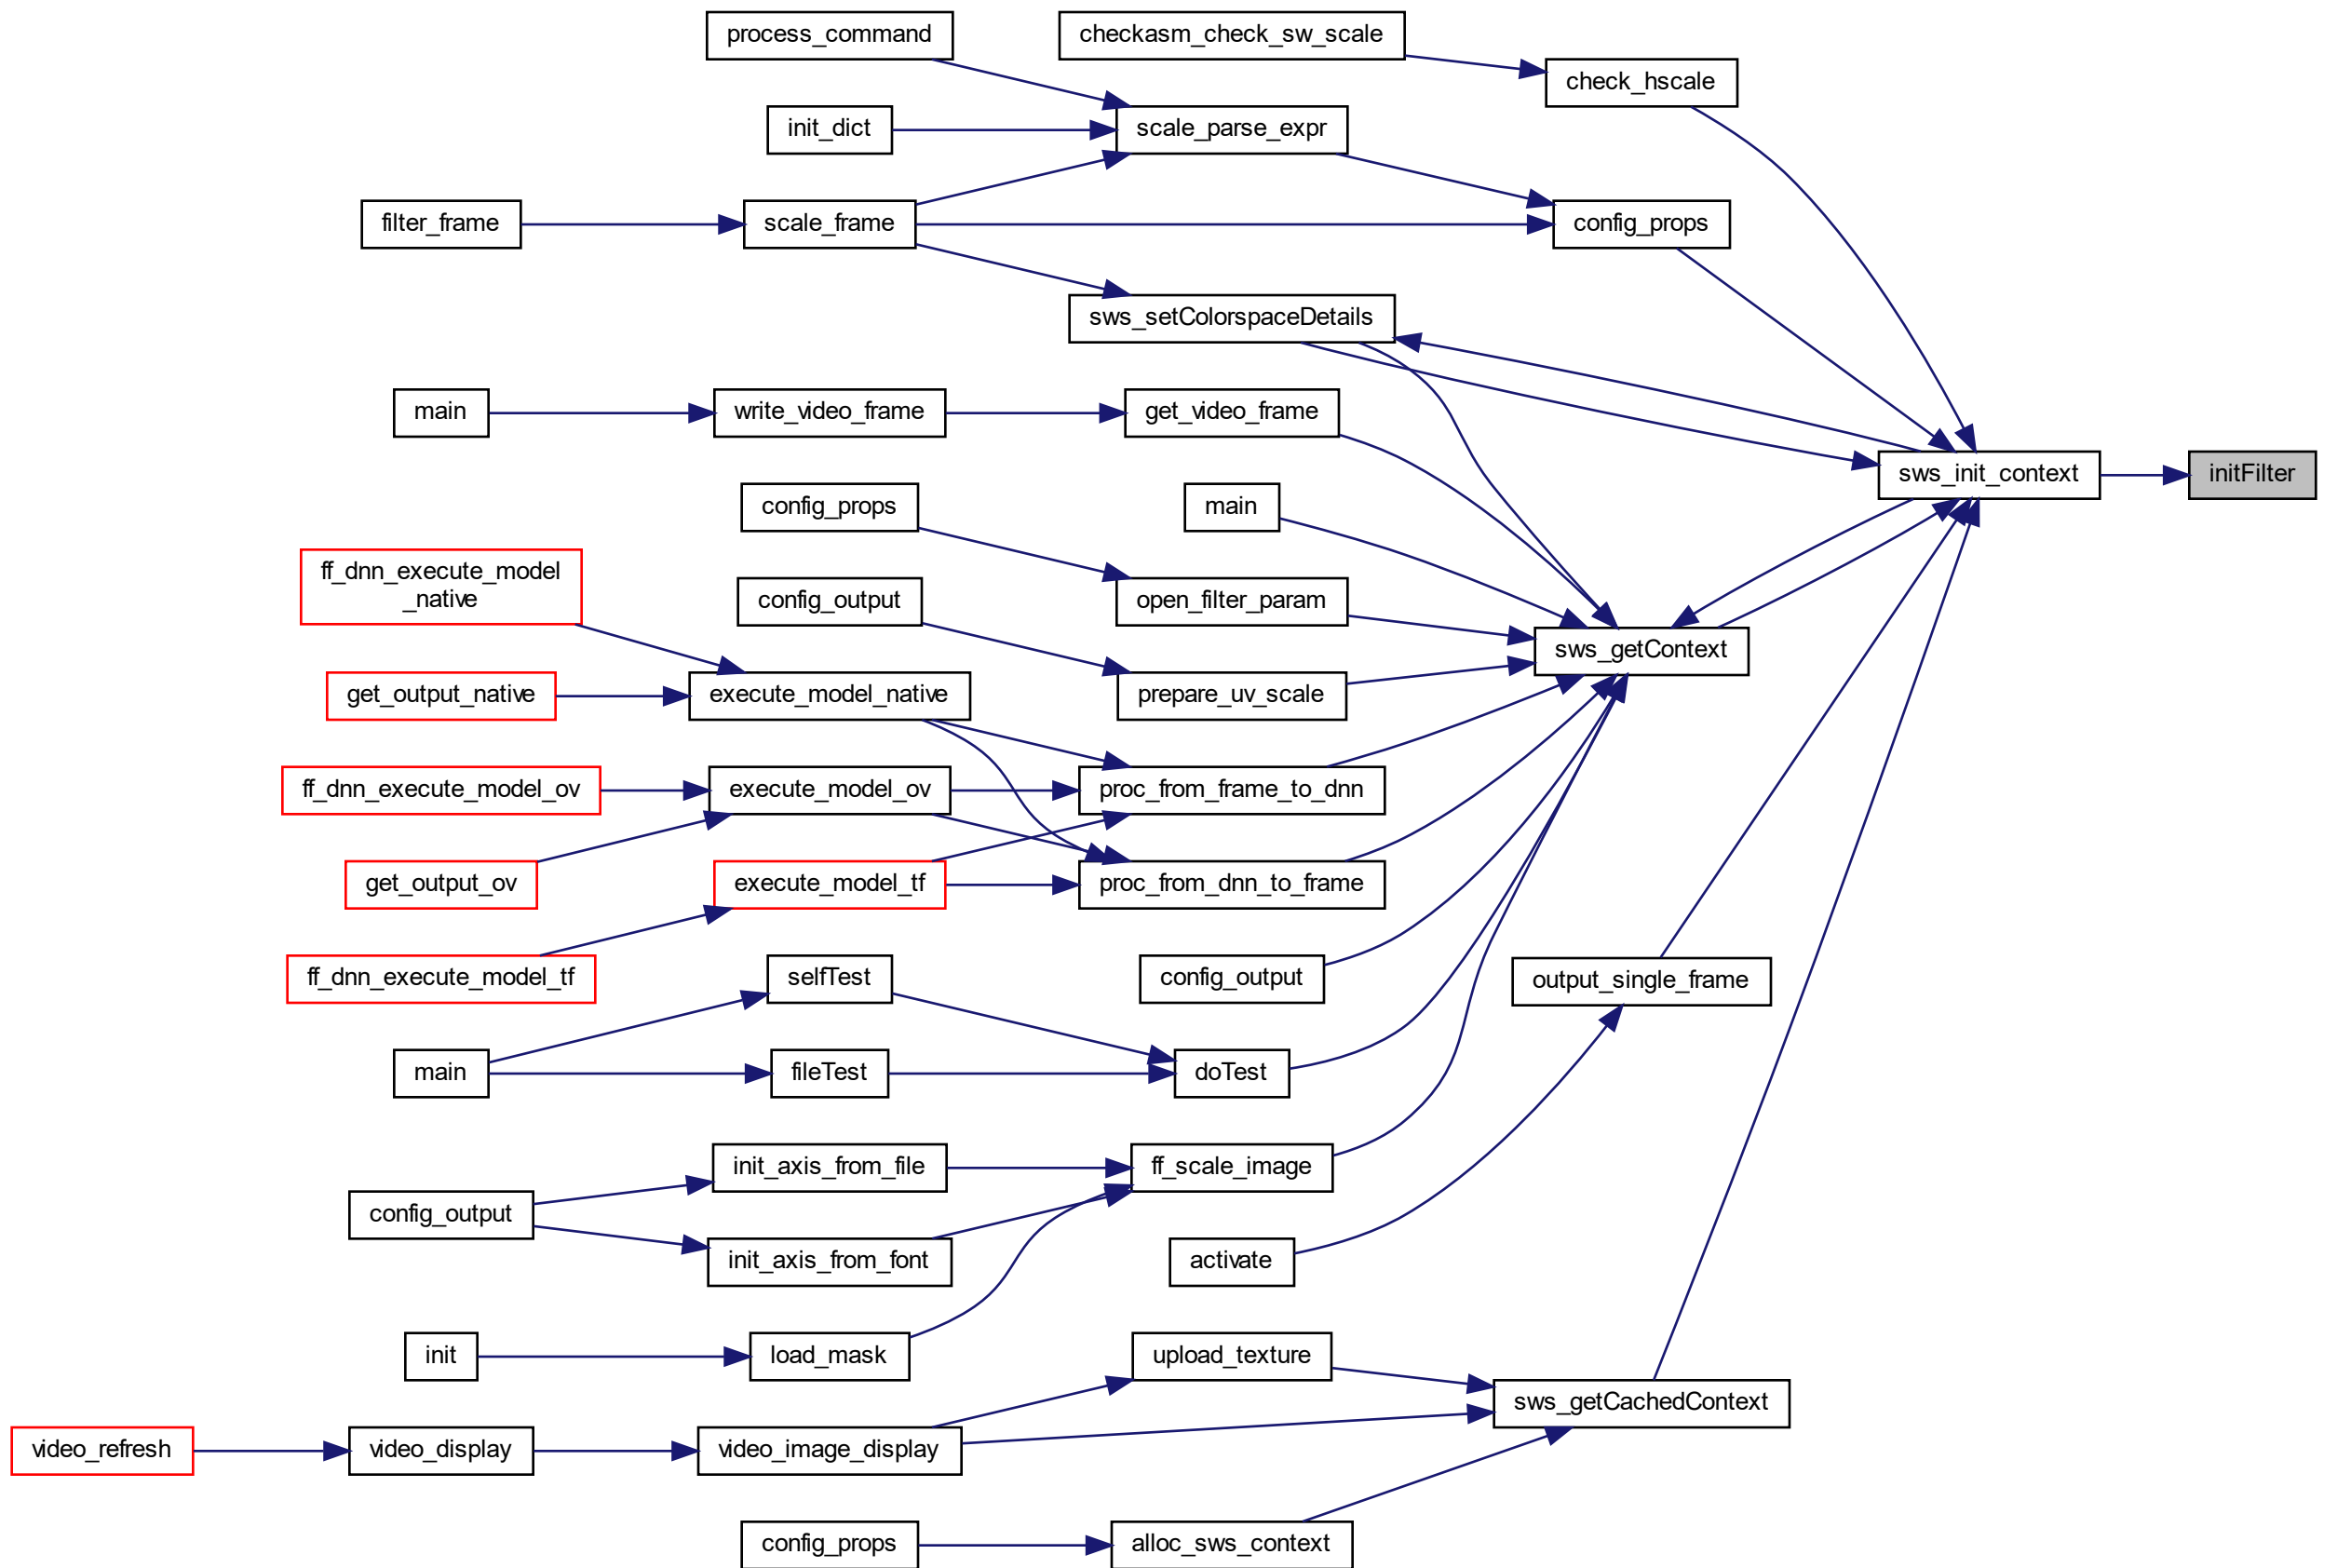 process_command
checkasm_check_sw_scale
check_hscale
init_dict
scale_parse_expr
filter_frame
scale_frame
config_props
sws_setColorspaceDetails
main
write_video_frame
get_video_frame
sws_init_context
initFilter
config_props
main
ff_dnn_execute_model
_native
config_output
open_filter_param
sws_getContext
get_output_native
execute_model_native
prepare_uv_scale
ff_dnn_execute_model_ov
execute_model_ov
proc_from_frame_to_dnn
get_output_ov
execute_model_tf
proc_from_dnn_to_frame
ff_dnn_execute_model_tf
selfTest
config_output
output_single_frame
main
fileTest
doTest
init_axis_from_file
ff_scale_image
config_output
init_axis_from_font
activate
init
load_mask
upload_texture
sws_getCachedContext
video_refresh
video_display
video_image_display
config_props
alloc_sws_context